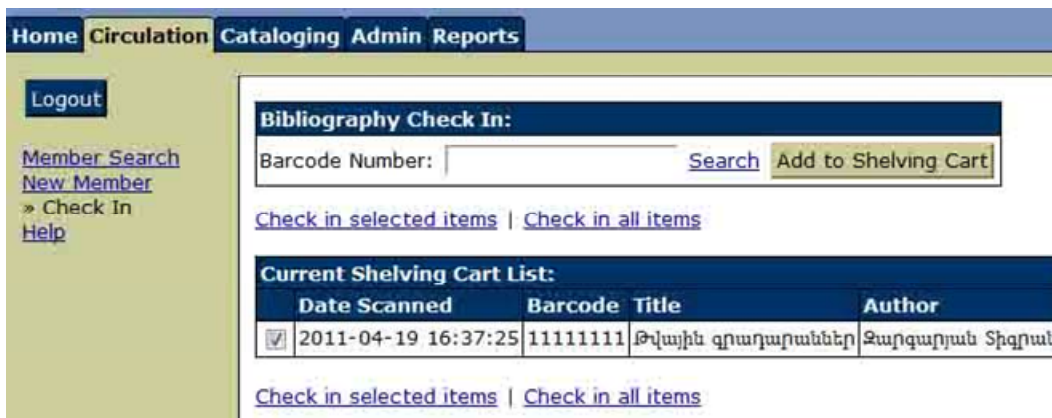 Home Circulation Cataloging Admin Reports
Logout
Member Search
New Member
» Check In
Help
Bibliography Check In:
Barcode Number: Search Add to Shelving Cart
Check in selected items | Check in all items
Current Shelving Cart List:
Date Scanned Barcode Title Author
2011-04-19 16:37:25 11111111 Թվային գրադարաններ Զարգարյան Տիգրան
Check in selected items | Check in all items